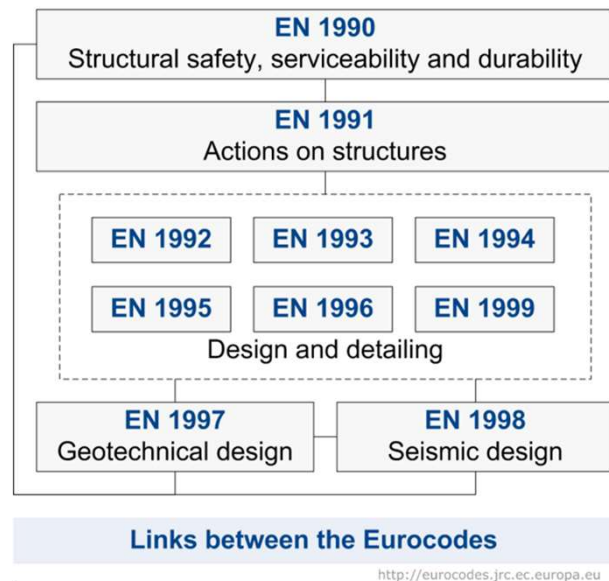 EN 1990
Structural safety, serviceability and durability
EN 1991
Actions on structures
EN 1992
EN 1993
EN 1994
EN 1995
EN 1996
EN 1999
Design and detailing
EN 1997
Geotechnical design
EN 1998
Seismic design
Links between the Eurocodes
http://eurocodes.jrc.ec.europa.eu